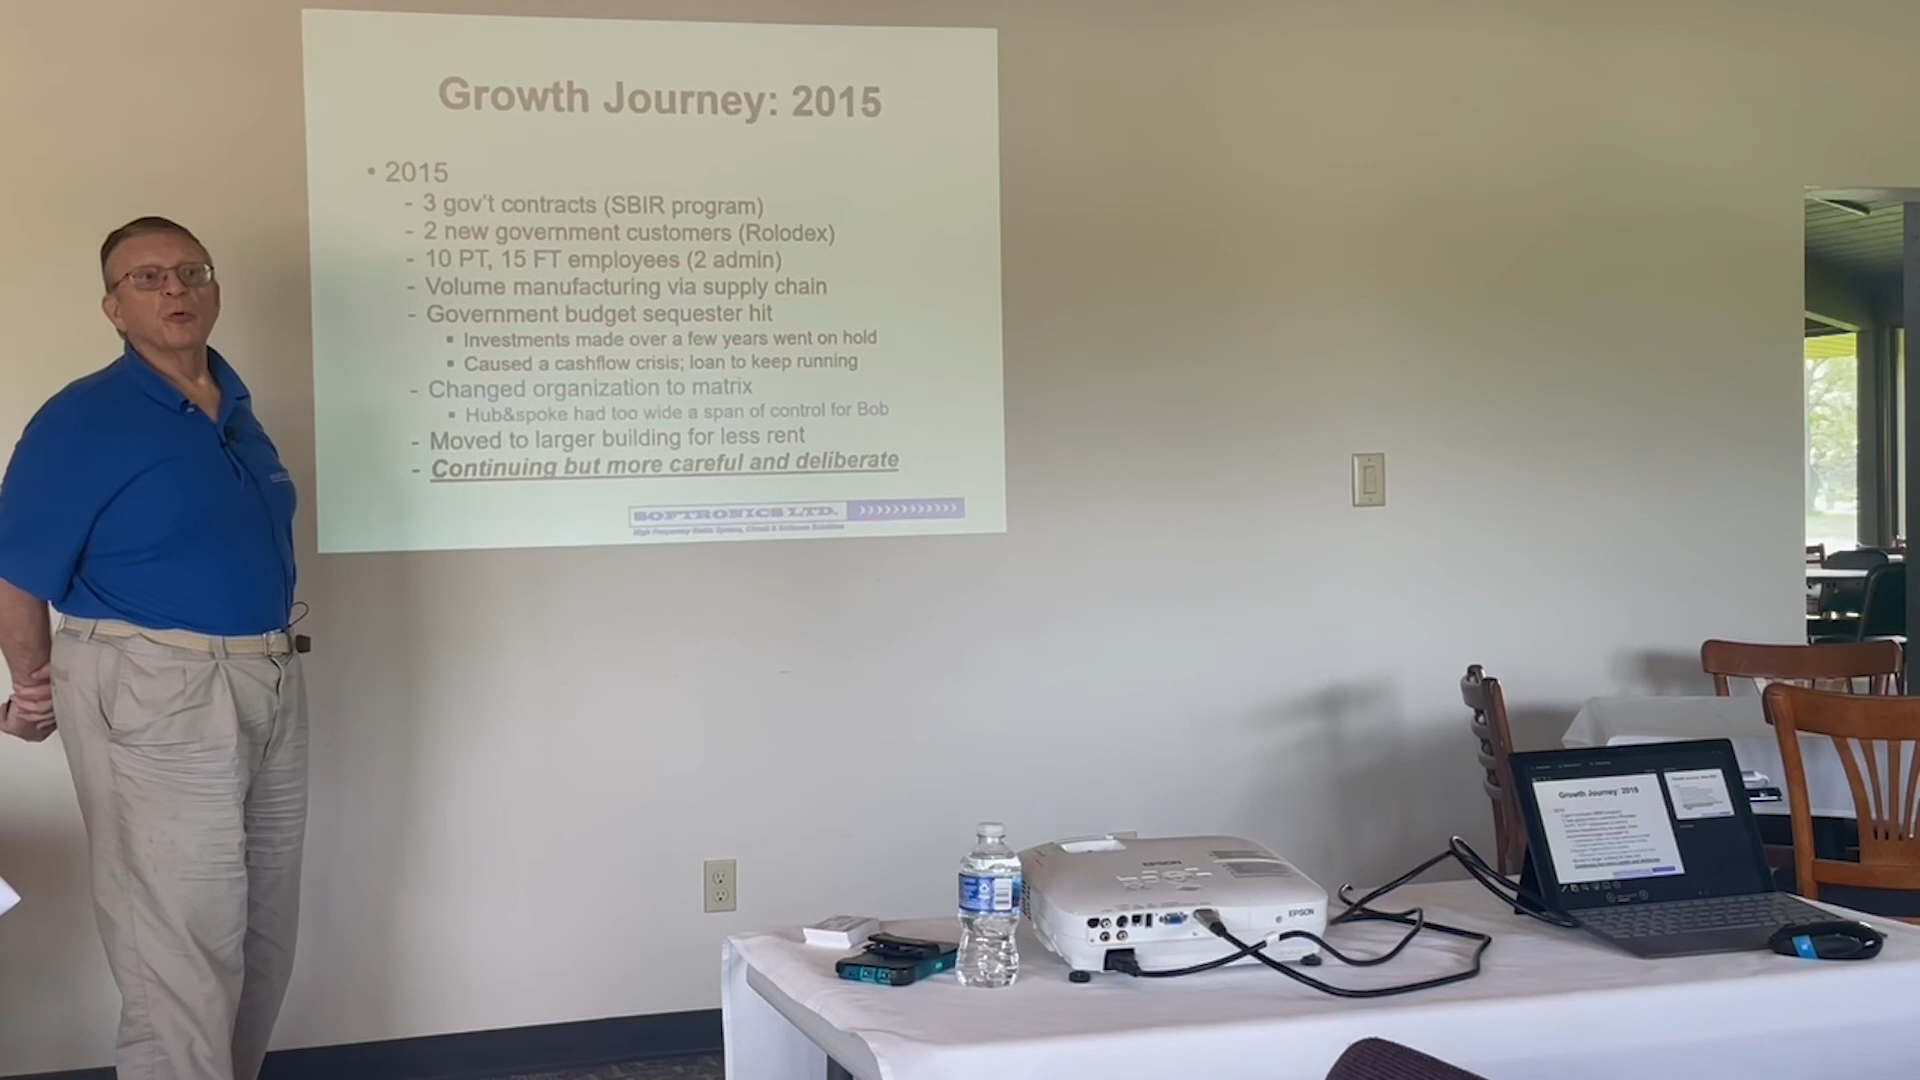 Growth Journey: 2015
• 2015
- 3 gov't contracts (SBIR program)
- 2 new government customers (Rolodex)
- 10 PT, 15 FT employees (2 admin)
- Volume manufacturing via supply chain
- Government budget sequester hit
▪ Investments made over a few years went on hold
▪ Caused a cashflow crisis; loan to keep running
- Changed organization to matrix
▪ Hub&spoke had too wide a span of control for Bob
- Moved to larger building for less rent
- Continuing but more careful and deliberate
SOFTRONICS LTD.
EPSON
EPSON
Growth Journey: 2015